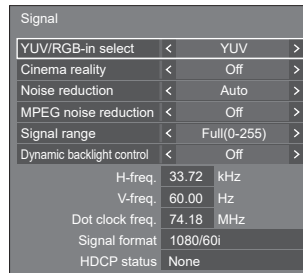 Signal
YUV/RGB-in select < YUV >
Cinema reality < Off >
Noise reduction < Auto >
MPEG noise reduction < Off >
Signal range < Full(0-255) >
Dynamic backlight control < Off >
H-freq. 33.72 kHz
V-freq. 60.00 Hz
Dot clock freq. 74.18 MHz
Signal format 1080/60i
HDCP status None